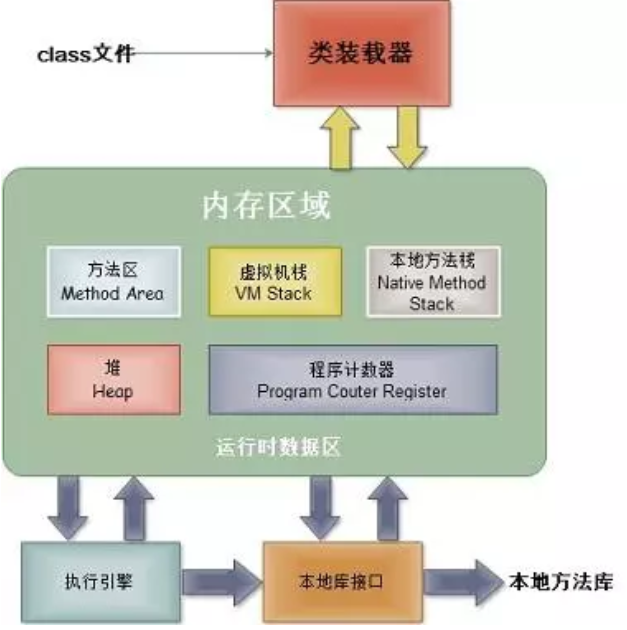 class文件
类装载器
内存区域
方法区
Method Area
虚拟机栈
VM Stack
本地方法栈
Native Method
Stack
堆
Heap
程序计数器
Program Couter Register
运行时数据区
执行引擎
本地库接口
本地方法库